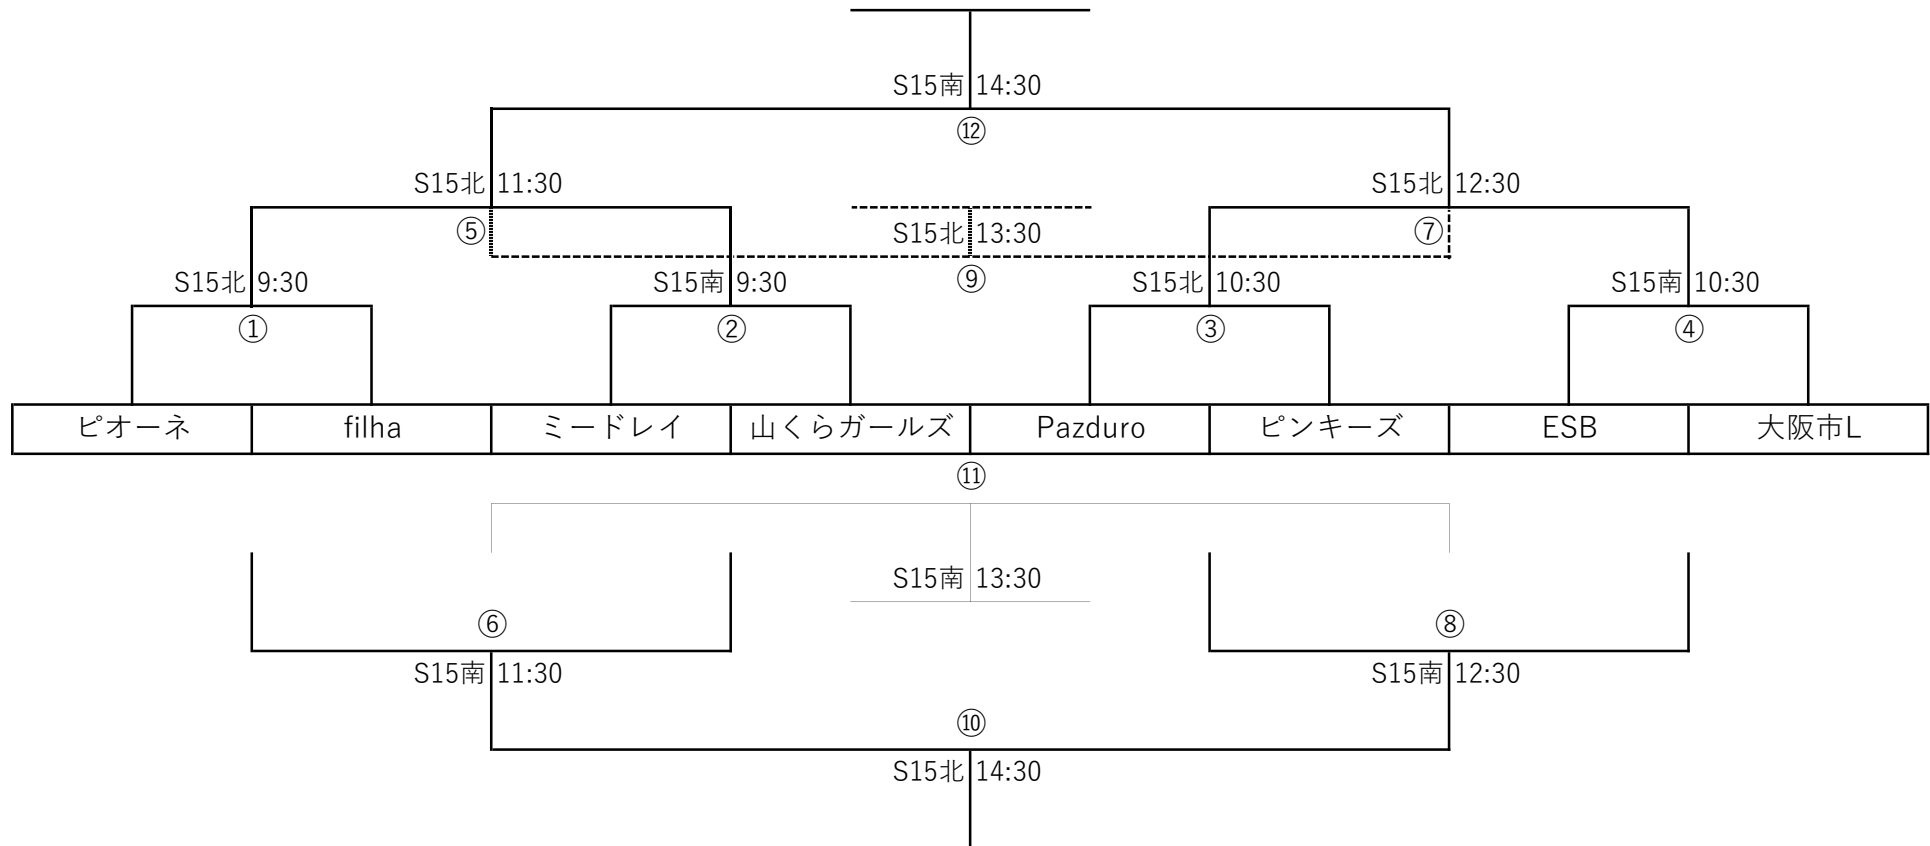 S15南 14:30
⑫
S15北 11:30 S15北 12:30
⑤ S15北 13:30 ⑦
S15北 9:30 S15南 9:30 ⑨ S15北 10:30 S15南 10:30
① ② ③ ④
ピオーネ filha ミードレイ 山くらガールズ Pazduro ピンキーズ ESB 大阪市L
⑪
S15南 13:30
⑥ ⑧
S15南 11:30 S15南 12:30
⑩
S15北 14:30